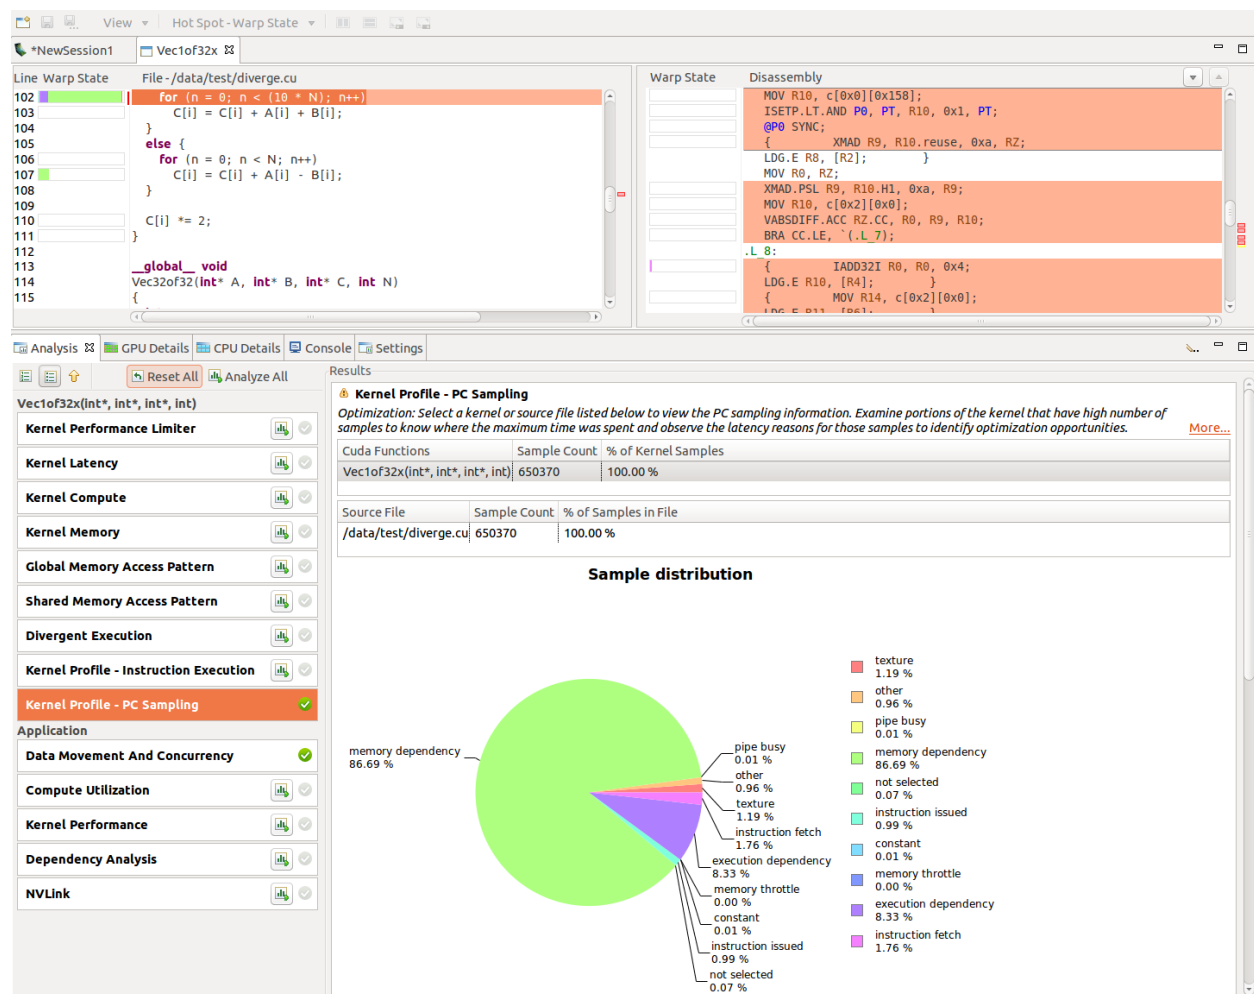 View Hot Spot - Warp State
*NewSession1 Vec1of32x
Line Warp State File - /data/test/diverge.cu
102 for (n = 0; n < (10 * N); n++)
103 C[i] = C[i] + A[i] + B[i];
104 }
105 else {
106 for (n = 0; n < N; n++)
107 C[i] = C[i] + A[i] - B[i];
108 }
109
110 C[i] *= 2;
111 }
112
113 __global__ void
114 Vec32of32(int* A, int* B, int* C, int N)
115 {
Warp State Disassembly
MOV R10, c[0x0][0x158];
ISETP.LT.AND P0, PT, R10, 0x1, PT;
@P0 SYNC;
{ XMAD R9, R10.reuse, 0xa, RZ;
LDG.E R8, [R2]; }
MOV R0, RZ;
XMAD.PSL R9, R10.H1, 0xa, R9;
MOV R10, c[0x2][0x0];
VABSDIFF.ACC RZ.CC, R0, R9, R10;
BRA CC.LE, `(.L_7);
.L_8:
{ IADD32I R0, R0, 0x4;
LDG.E R10, [R4]; }
{ MOV R14, c[0x2][0x0];
LDG.E R11, [R6]; }
Analysis GPU Details CPU Details Console Settings
Reset All Analyze All
Vec1of32x(int*, int*, int*, int)
Kernel Performance Limiter
Kernel Latency
Kernel Compute
Kernel Memory
Global Memory Access Pattern
Shared Memory Access Pattern
Divergent Execution
Kernel Profile - Instruction Execution
Kernel Profile - PC Sampling
Application
Data Movement And Concurrency
Compute Utilization
Kernel Performance
Dependency Analysis
NVLink
Results
Kernel Profile - PC Sampling
Optimization: Select a kernel or source file listed below to view the PC sampling information. Examine portions of the kernel that have high number of
samples to know where the maximum time was spent and observe the latency reasons for those samples to identify optimization opportunities. More...
Cuda Functions Sample Count % of Kernel Samples
Vec1of32x(int*, int*, int*, int) 650370 100.00 %
Source File Sample Count % of Samples in File
/data/test/diverge.cu 650370 100.00 %
Sample distribution
memory dependency
86.69 %
pipe busy
0.01 %
other
0.96 %
texture
1.19 %
instruction fetch
1.76 %
execution dependency
8.33 %
memory throttle
0.00 %
constant
0.01 %
instruction issued
0.99 %
not selected
0.07 %
texture
1.19 %
other
0.96 %
pipe busy
0.01 %
memory dependency
86.69 %
not selected
0.07 %
instruction issued
0.99 %
constant
0.01 %
memory throttle
0.00 %
execution dependency
8.33 %
instruction fetch
1.76 %